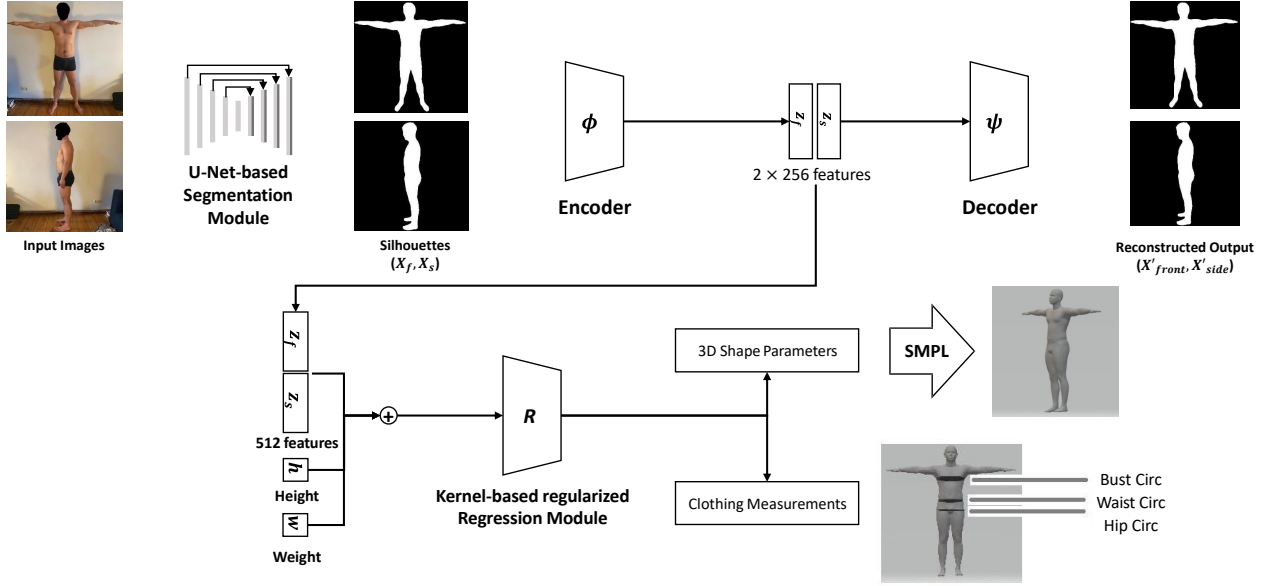 Input Images
U-Net-based
Segmentation
Module
Silhouettes
(X_f, X_s)
ϕ
Encoder
z_f
z_s
2 × 256 features
ψ
Decoder
Reconstructed Output
(X'_front, X'_side)
z_f
z_s
512 features
h
Height
w
Weight
+
R
Kernel-based regularized
Regression Module
3D Shape Parameters
Clothing Measurements
SMPL
Bust Circ
Waist Circ
Hip Circ